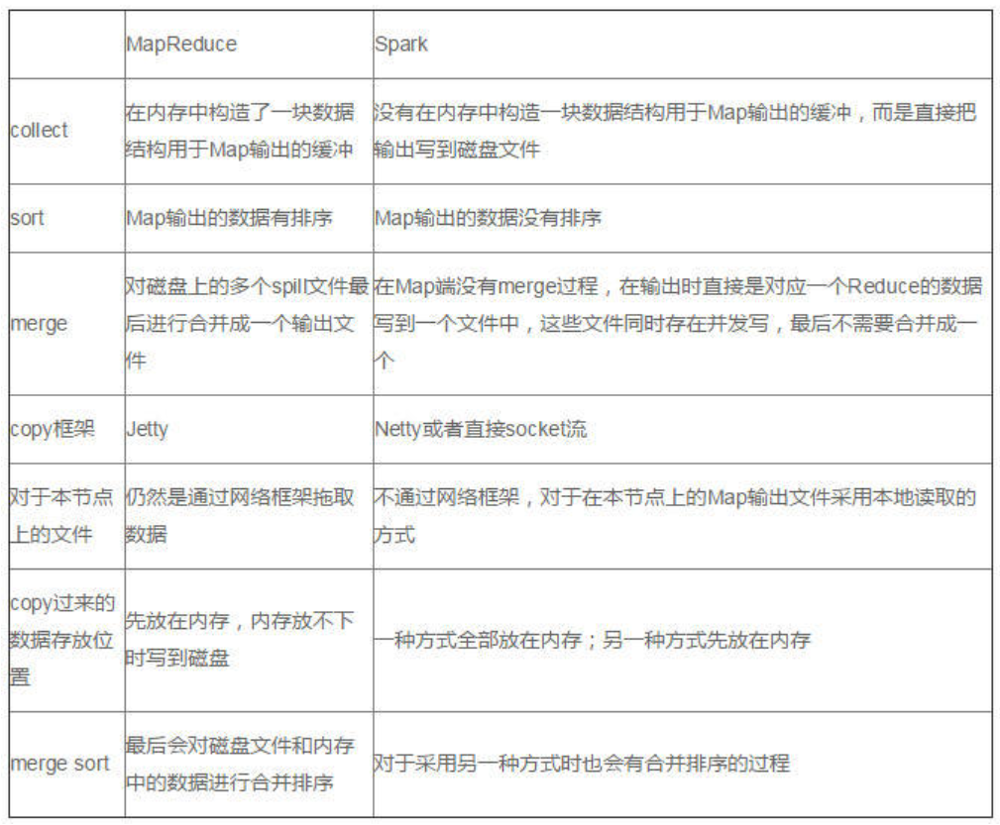 MapReduce
Spark
collect
在内存中构造了一块数据
结构用于Map输出的缓冲
没有在内存中构造一块数据结构用于Map输出的缓冲，而是直接把
输出写到磁盘文件
sort
Map输出的数据有排序
Map输出的数据没有排序
merge
对磁盘上的多个spill文件最
后进行合并成一个输出文
件
在Map端没有merge过程，在输出时直接是对应一个Reduce的数据
写到一个文件中，这些文件同时存在并发写，最后不需要合并成一
个
copy框架
Jetty
Netty或者直接socket流
对于本节点
上的文件
仍然是通过网络框架拖取
数据
不通过网络框架，对于在本节点上的Map输出文件采用本地读取的
方式
copy过来的
数据存放位
置
先放在内存，内存放不下
时写到磁盘
一种方式全部放在内存；另一种方式先放在内存
merge sort
最后会对磁盘文件和内存
中的数据进行合并排序
对于采用另一种方式时也会有合并排序的过程